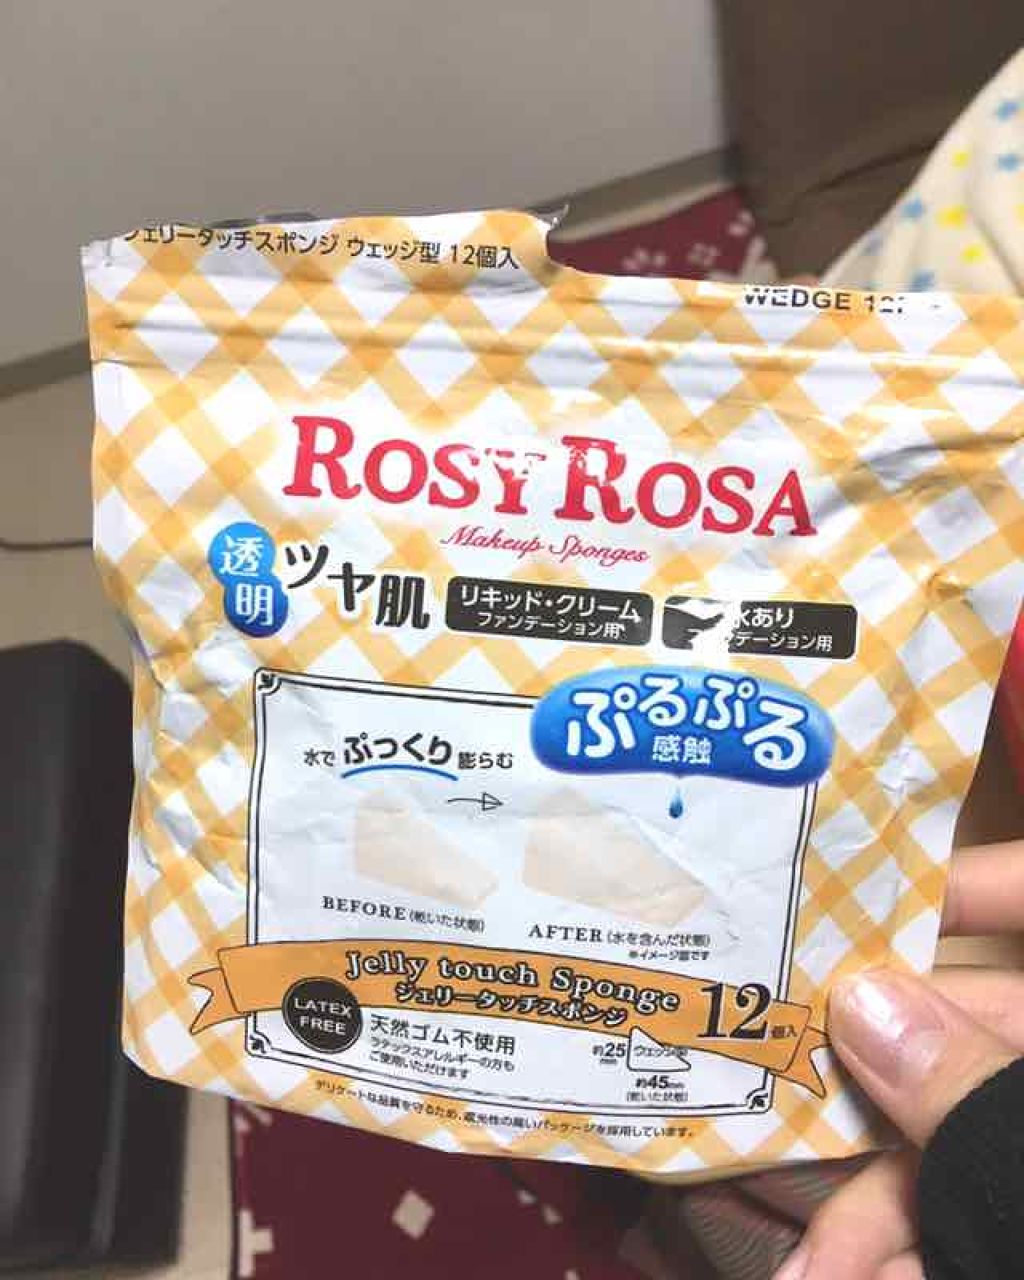 ジェリータッチスポンジ ウェッジ型 12個入
WEDGE
ROSY ROSA
Makeup Sponges
透明
ツヤ肌
リキッド・クリーム
ファンデーション用
水あり
デーション用
ぷるぷる
感触
水でぷっくり膨らむ
BEFORE(乾いた状態)
AFTER(水を含んだ状態)
※イメージ図です
Jelly touch Sponge
ジェリータッチスポンジ
12個入
LATEX
FREE
天然ゴム不使用
ラテックスアレルギーの方も
ご使用いただけます
約25mm
ウェッジ型
約45mm
(乾いた状態)
デリケートな品質を守るため、遮光性の高いパッケージを採用しています。